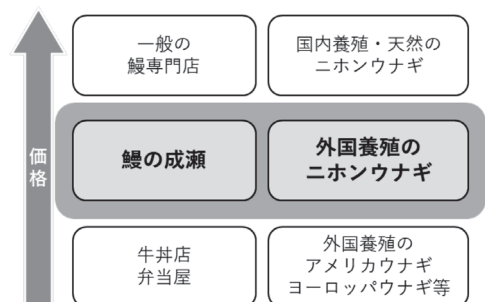 一般の
鰻専門店
国内養殖・天然の
ニホンウナギ
価格
鰻の成瀬
外国養殖の
ニホンウナギ
牛丼店
弁当屋
外国養殖の
アメリカウナギ
ヨーロッパウナギ等